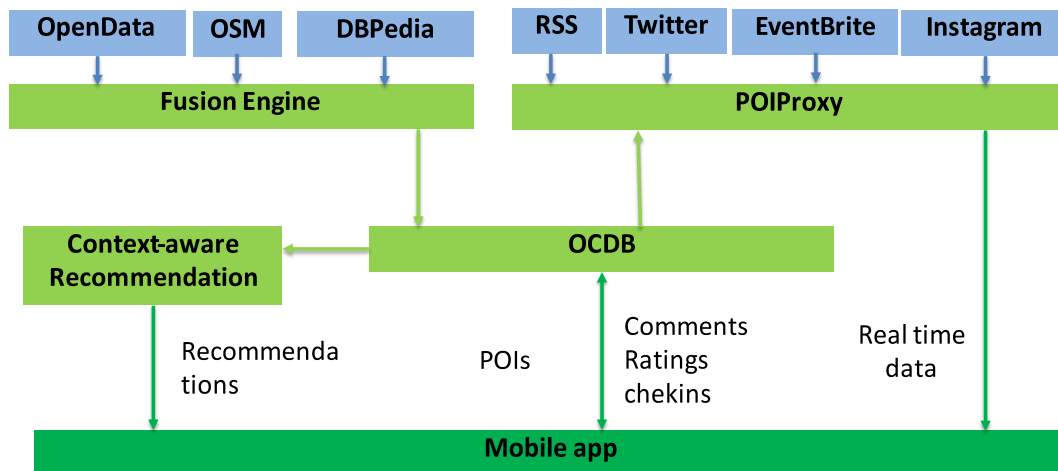 OpenData
OSM
DBPedia
RSS
Twitter
EventBrite
Instagram
Fusion Engine
POIProxy
Context-aware
Recommendation
OCDB
Recommenda
tions
POIs
Comments
Ratings
chekins
Real time
data
Mobile app